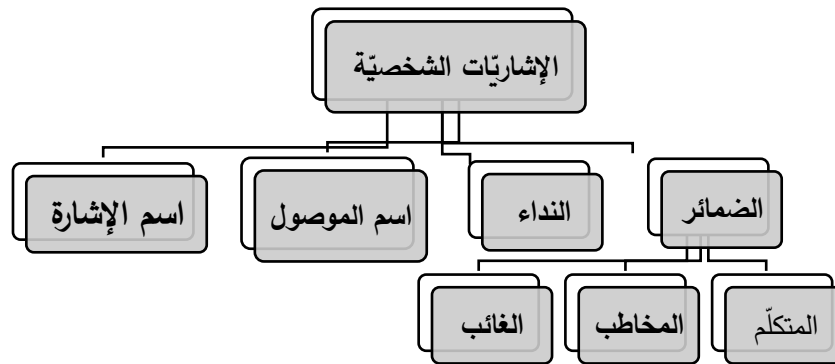 الإشاريّات الشخصيّة
الضمائر
النداء
اسم الموصول
اسم الإشارة
المتكلّم
المخاطب
الغائب